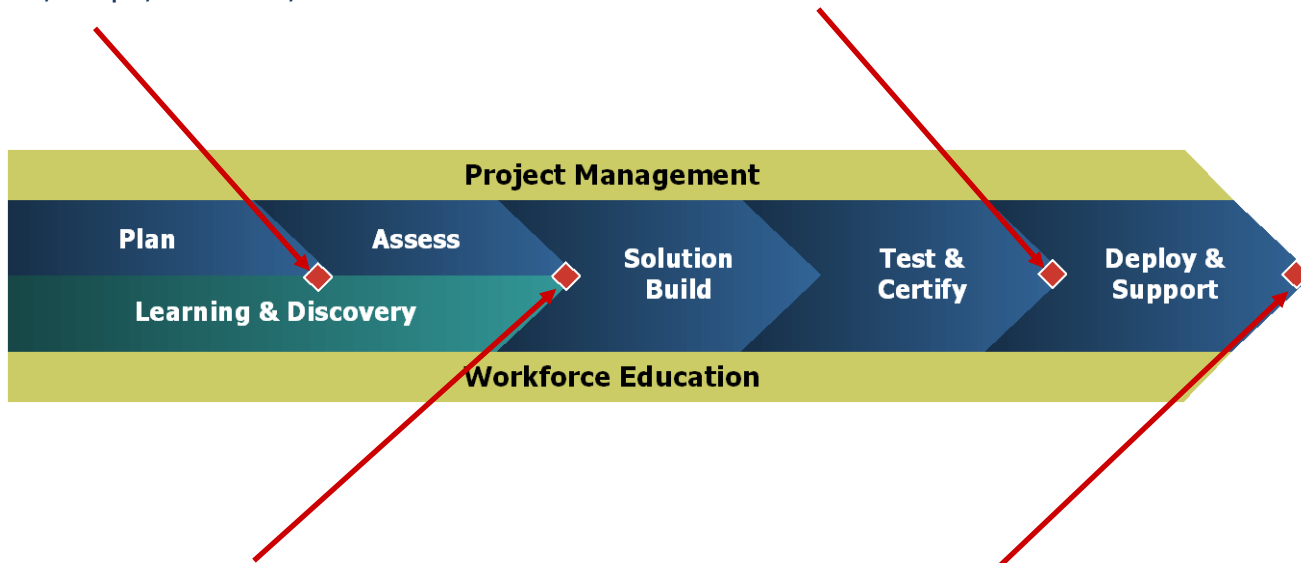 Project Management
Plan
Assess
Solution
Build
Test &
Certify
Deploy &
Support
Learning & Discovery
Workforce Education